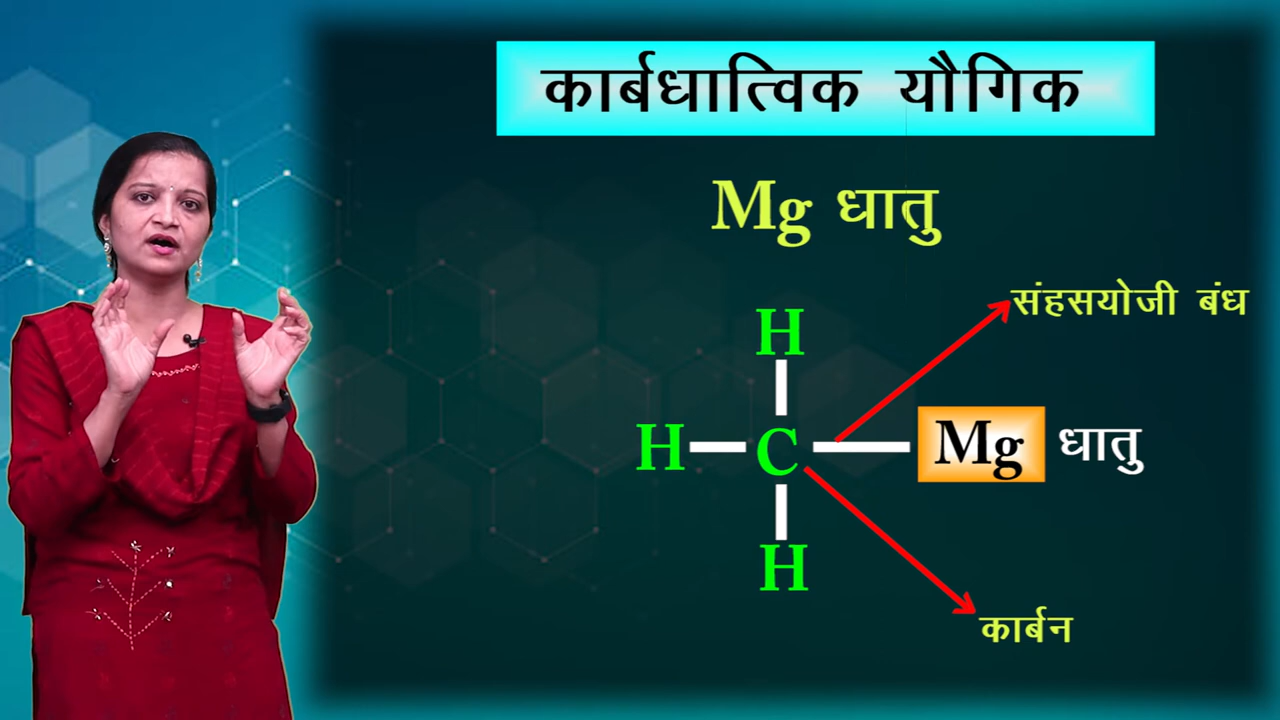 कार्बधात्विक यौगिक
Mg धातु
संहसयोजी बंध
H
H C Mg धातु
H
कार्बन